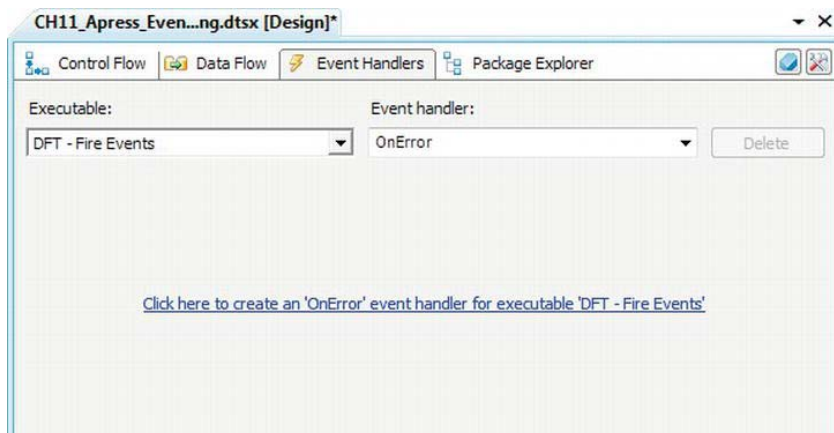 CH11_Apress_Even...ng.dtsx [Design]*
Control Flow Data Flow Event Handlers Package Explorer
Executable: Event handler:
DFT - Fire Events OnError Delete
Click here to create an 'OnError' event handler for executable 'DFT - Fire Events'